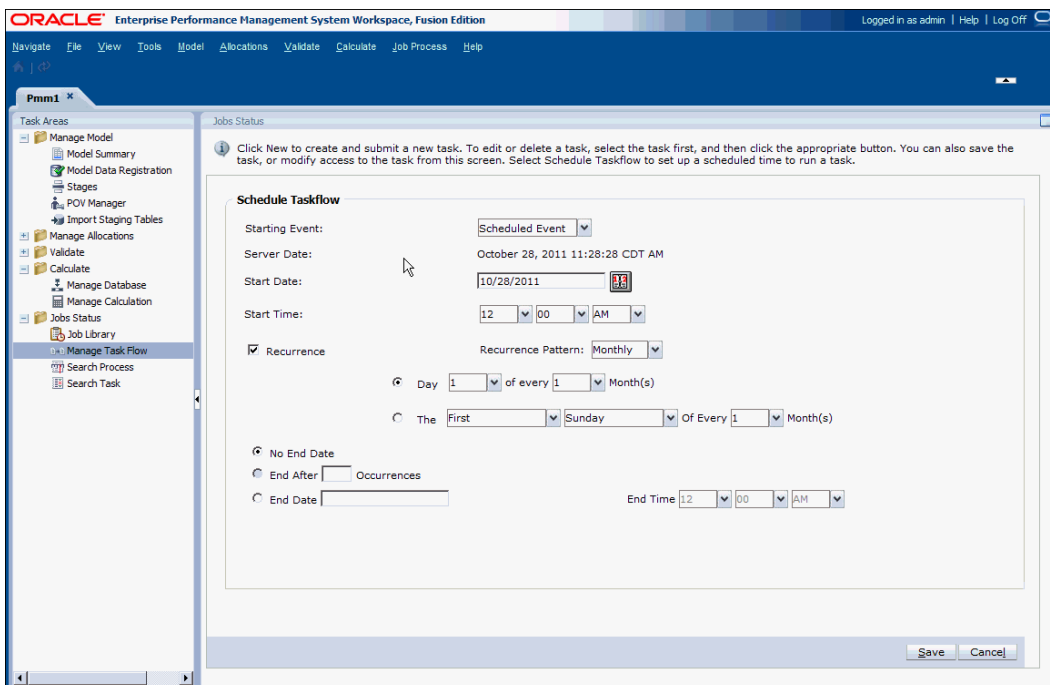 ORACLE Enterprise Performance Management System Workspace, Fusion Edition
Logged in as admin | Help | Log Off
Navigate File View Tools Model Allocations Validate Calculate Job Process Help
Pmm1 ×
Task Areas
Manage Model
Model Summary
Model Data Registration
Stages
POV Manager
Import Staging Tables
Manage Allocations
Validate
Calculate
Manage Database
Manage Calculation
Jobs Status
Job Library
Manage Task Flow
Search Process
Search Task
Jobs Status
Click New to create and submit a new task. To edit or delete a task, select the task first, and then click the appropriate button. You can also save the
task, or modify access to the task from this screen. Select Schedule Taskflow to set up a scheduled time to run a task.
Schedule Taskflow
Starting Event: Scheduled Event
Server Date: October 28, 2011 11:28:28 CDT AM
Start Date: 10/28/2011
Start Time: 12 00 AM
Recurrence Recurrence Pattern: Monthly
Day 1 of every 1 Month(s)
The First Sunday Of Every 1 Month(s)
No End Date
End After Occurrences
End Date End Time 12 00 AM
Save Cancel